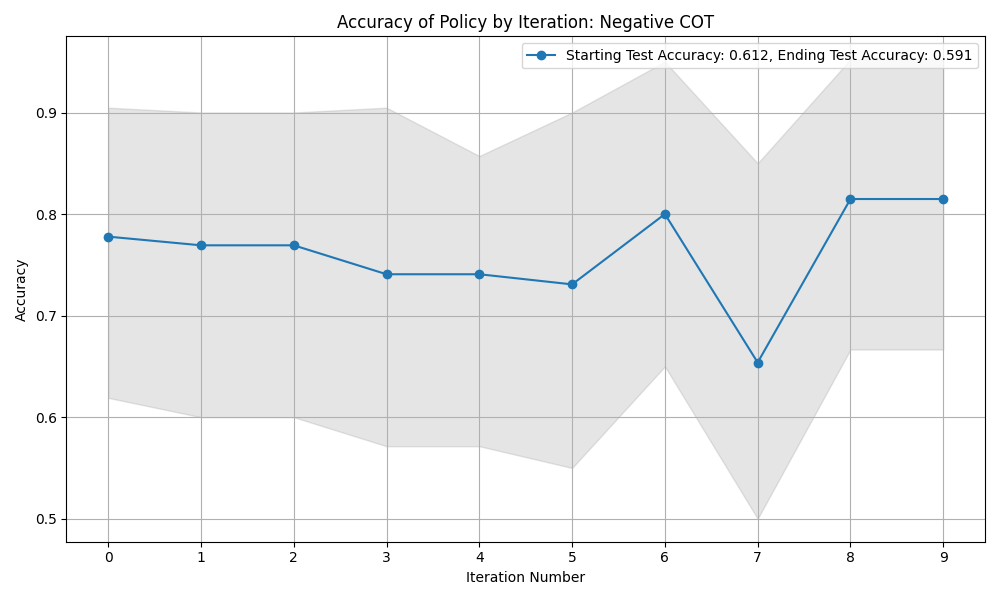 Accuracy of Policy by Iteration: Negative COT
Starting Test Accuracy: 0.612, Ending Test Accuracy: 0.591
Accuracy
0.9
0.8
0.7
0.6
0.5
0 1 2 3 4 5 6 7 8 9
Iteration Number